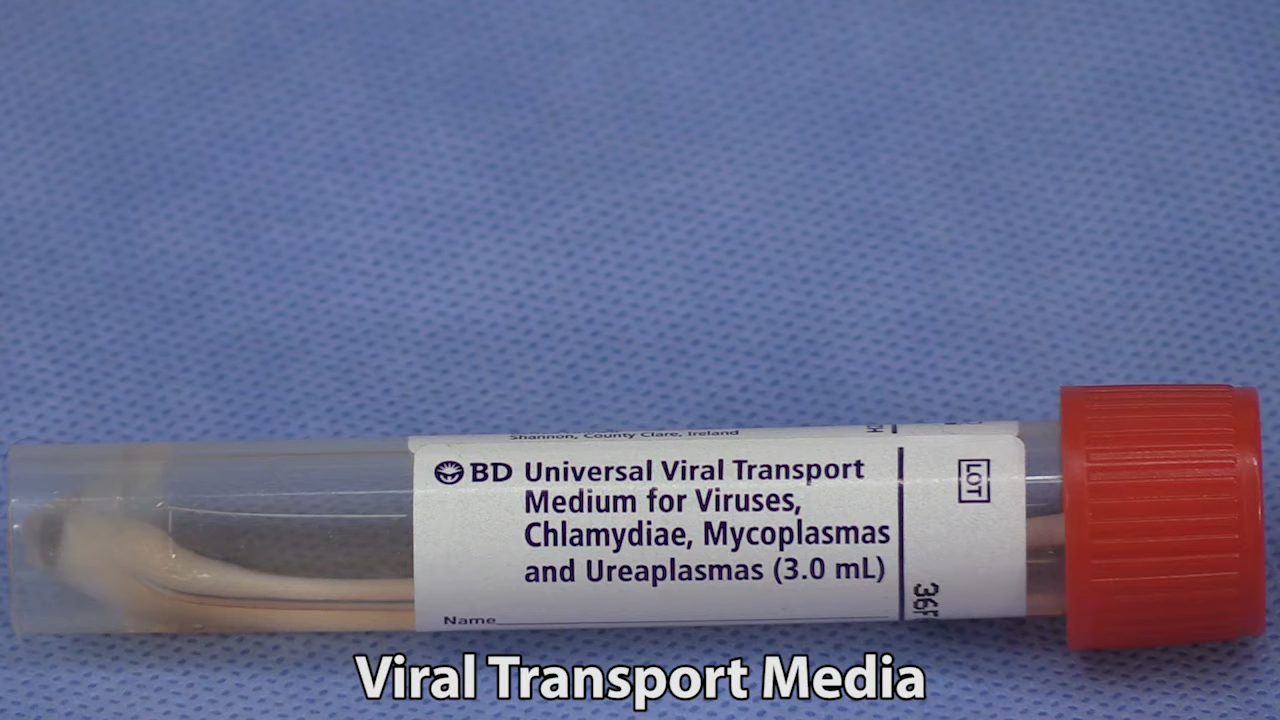 Shannon, County Clare, Ireland
BD Universal Viral Transport
Medium for Viruses,
Chlamydiae, Mycoplasmas
and Ureaplasmas (3.0 mL)
Name
LOT
Viral Transport Media